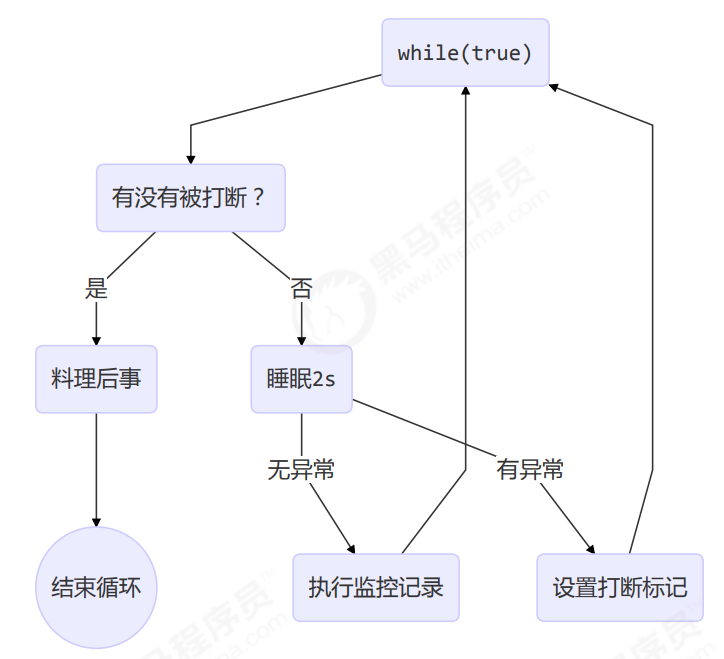 while(true)
有没有被打断？
是
否
料理后事
睡眠2s
无异常
有异常
结束循环
执行监控记录
设置打断标记
黑马程序员™
www.itheima.com